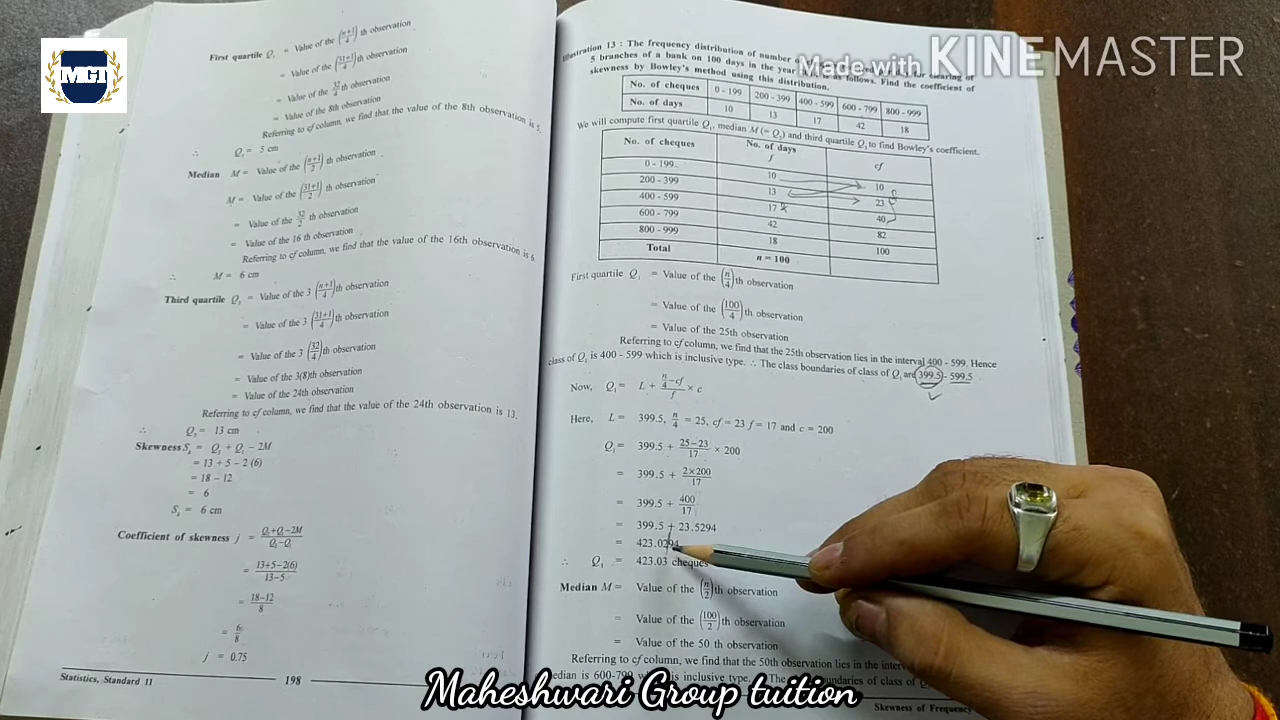 MGT
Made with KINEMASTER
First quartile Q₁ = Value of the (n+1/4) th observation
= Value of the (31+1/4) th observation
= Value of the 32/4 th observation
= Value of the 8th observation
Referring to cf column, we find that the value of the 8th observation is 5.
∴ Q₁ = 5 cm
Median M = Value of the (n+1/2) th observation
M = Value of the (31+1/2) th observation
= Value of the 32/2 th observation
= Value of the 16 th observation
Referring to cf column, we find that the value of the 16th observation is 6
∴ M = 6 cm
Third quartile Q₃ = Value of the 3 (n+1/4)th observation
= Value of the 3 (31+1/4)th observation
= Value of the 3 (32/4)th observation
= Value of the 3(8)th observation
= Value of the 24th observation
Referring to cf column, we find that the value of the 24th observation is 13.
∴ Q₃ = 13 cm
Skewness Sₖ = Q₃ + Q₁ – 2M
= 13 + 5 – 2 (6)
= 18 – 12
= 6
Sₖ = 6 cm
Coefficient of skewness j = Q₃+Q₁–2M/Q₃–Q₁
= 13+5–2(6)/13–5
= 18–12/8
= 6/8
j = 0.75
Statistics, Standard 11 198
Illustration 13 : The frequency distribution of number of clearing of
5 branches of a bank on 100 days in the year as follows. Find the coefficient of
skewness by Bowley's method using this distribution.
No. of cheques 0 - 199 200 - 399 400 - 599 600 - 799 800 - 999
No. of days 10 13 17 42 18
We will compute first quartile Q₁, median M (= Q₂) and third quartile Q₃ to find Bowley's coefficient.
No. of cheques No. of days f cf
0 - 199 10 10
200 - 399 13 23
400 - 599 17 40
600 - 799 42 82
800 - 999 18 100
Total n = 100
First quartile Q₁ = Value of the (n/4)th observation
= Value of the (100/4)th observation
= Value of the 25th observation
Referring to cf column, we find that the 25th observation lies in the interval 400 - 599. Hence
class of Q₁ is 400 - 599 which is inclusive type. ∴ The class boundaries of class of Q₁ are 399.5 - 599.5
Now, Q₁ = L + n/4–cf/f × c
Here, L = 399.5, n/4 = 25, cf = 23 f = 17 and c = 200
Q₁ = 399.5 + 25–23/17 × 200
= 399.5 + 2×200/17
= 399.5 + 400/17
= 399.5 + 23.5294
= 423.0294
∴ Q₁ = 423.03 cheques
Median M = Value of the (n/2)th observation
= Value of the (100/2)th observation
= Value of the 50 th observation
Referring to cf column, we find that the 50th observation lies in the
median is 600-799 which is inclusive type. The class boundaries of class of
Skewness of Frequency
Maheshwari Group tuition